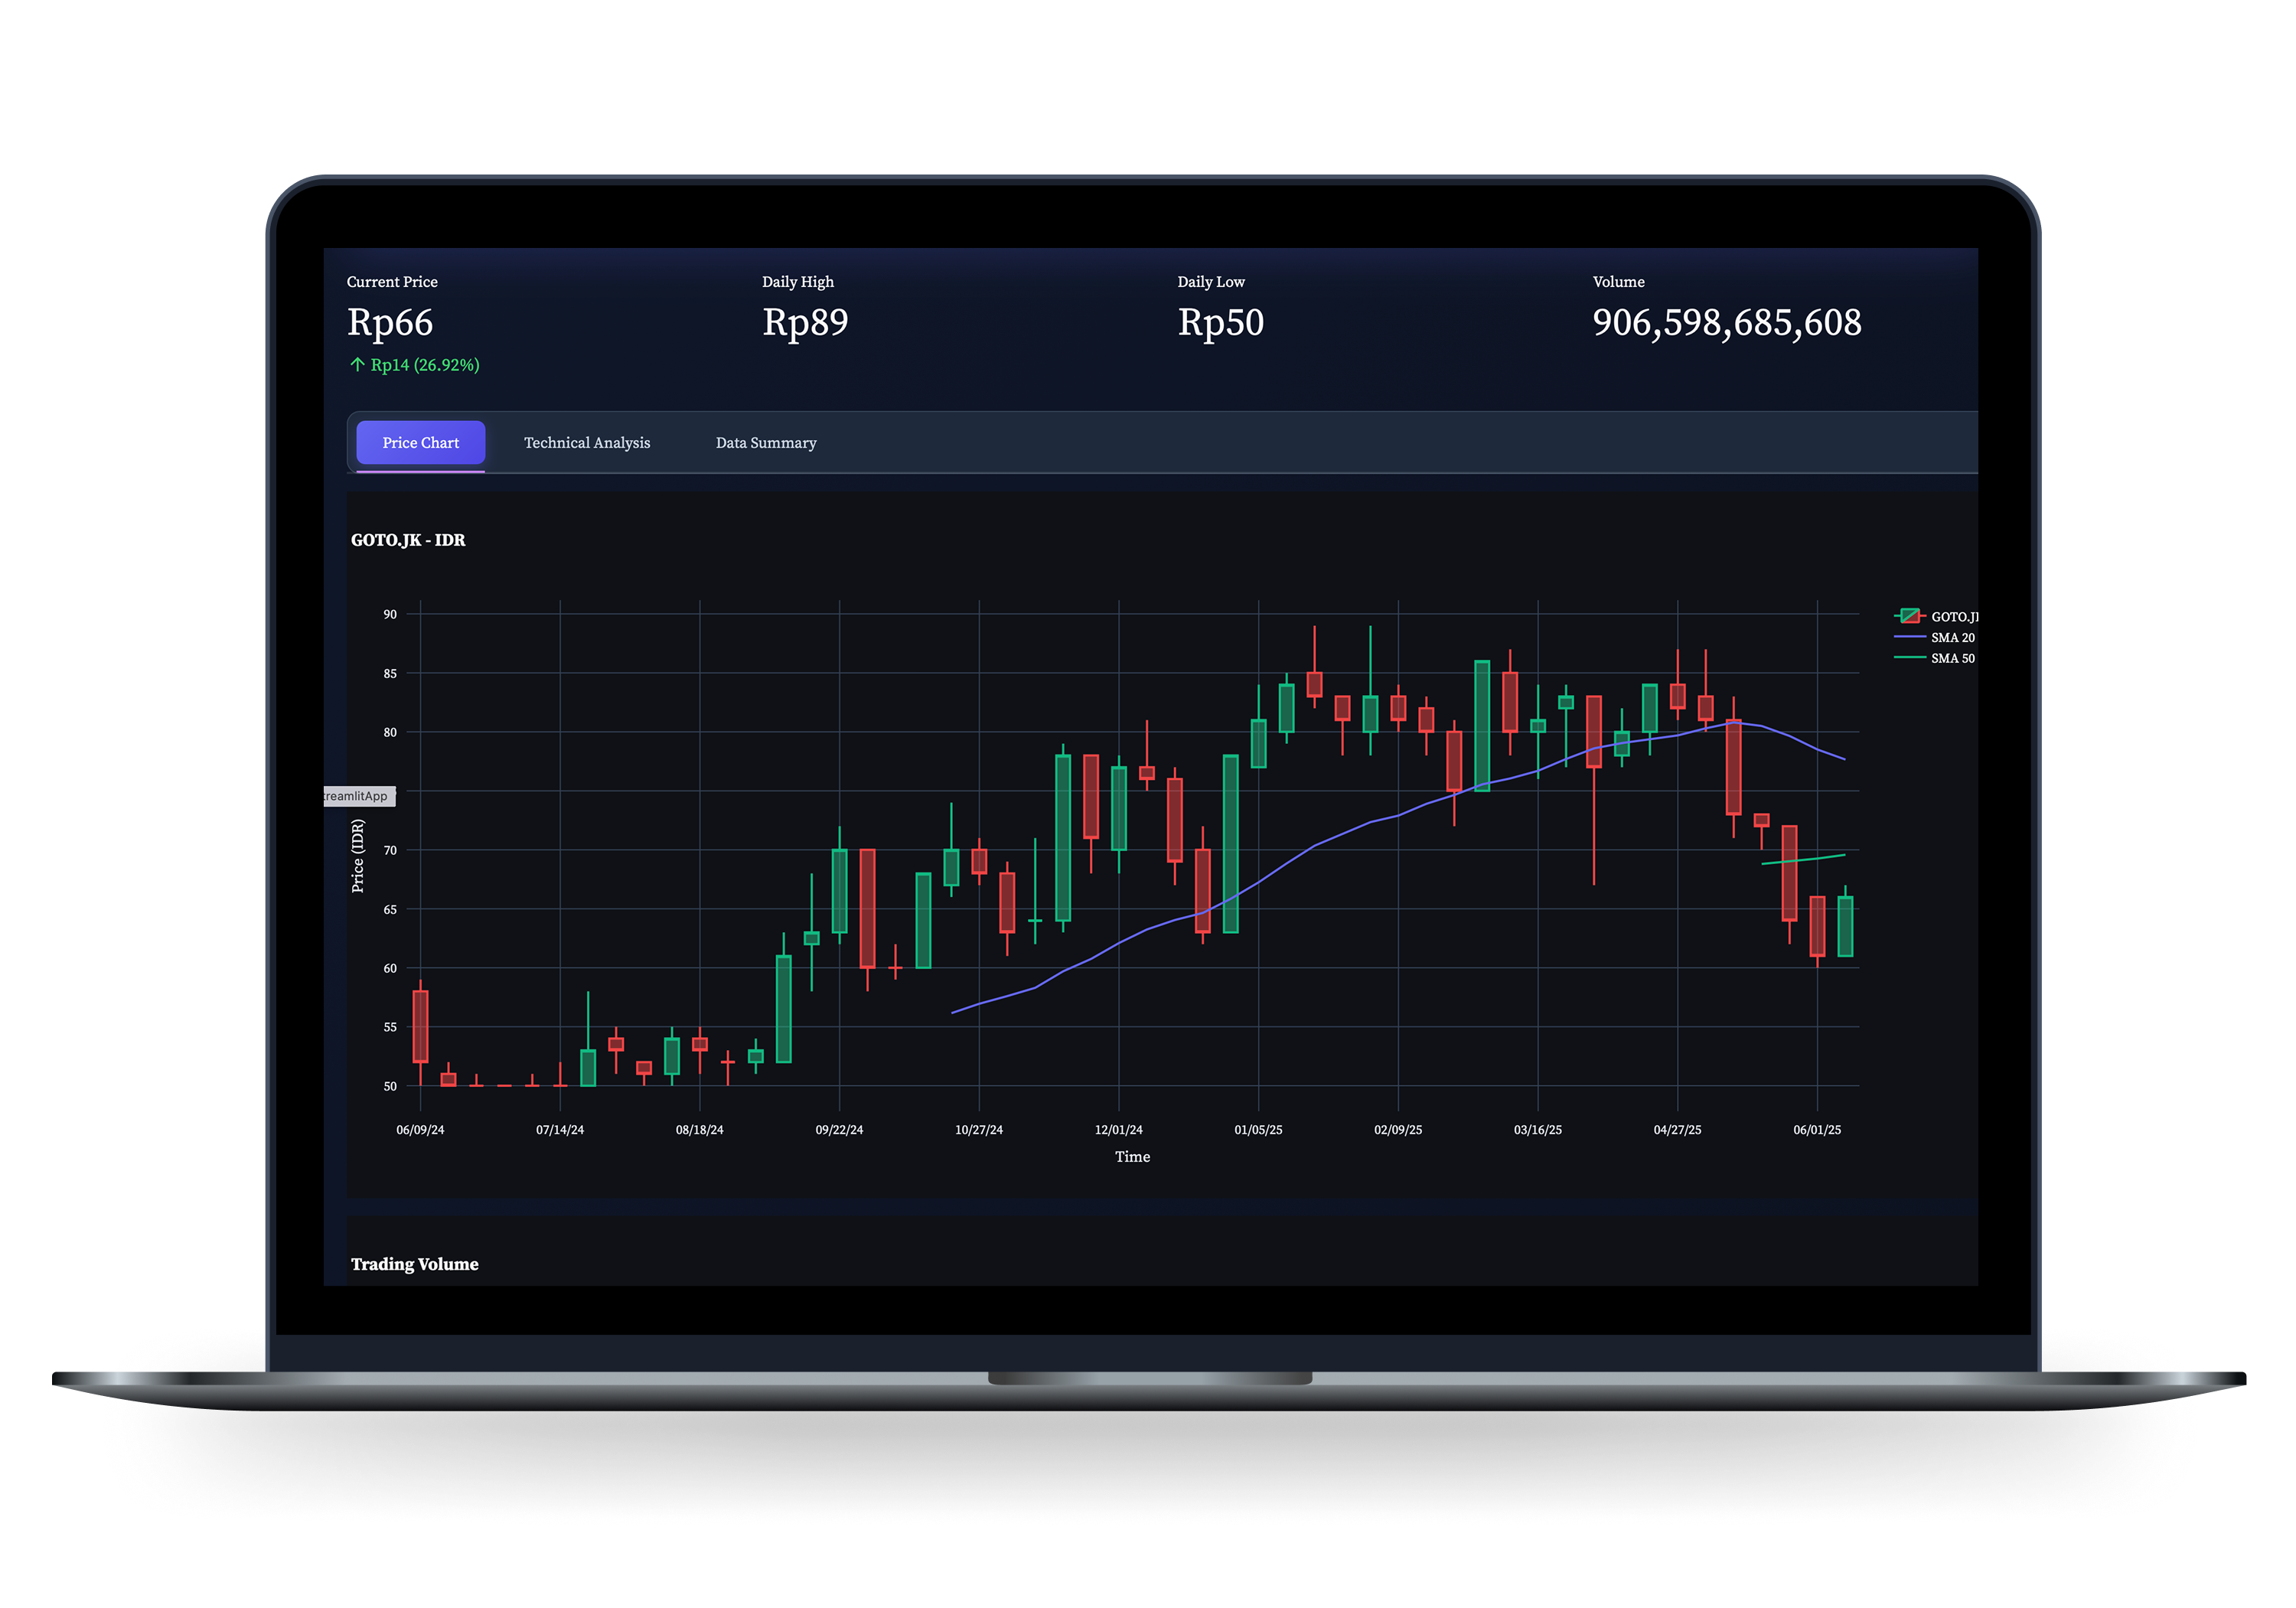 Current Price
Rp66
↑ Rp14 (26.92%)
Daily High
Rp89
Daily Low
Rp50
Volume
906,598,685,608
Price Chart
Technical Analysis
Data Summary
GOTO.JK - IDR
90
85
80
70
65
60
55
50
reamlitApp
Price (IDR)
GOTO.J
SMA 20
SMA 50
06/09/24
07/14/24
08/18/24
09/22/24
10/27/24
12/01/24
01/05/25
02/09/25
03/16/25
04/27/25
06/01/25
Time
Trading Volume